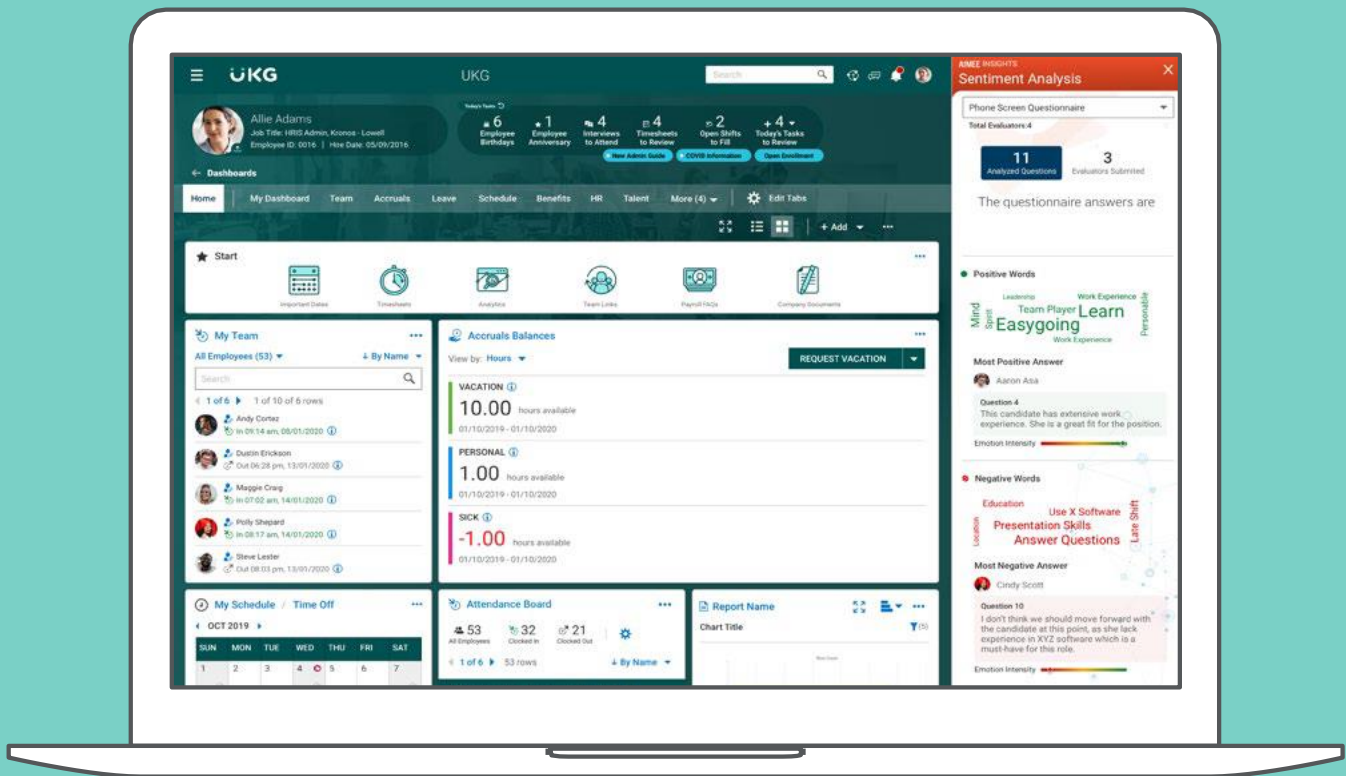 UKG
UKG
Search
Allie Adams
Job Title: HRIS Admin, Kronos - Lowell
Employee ID: 0016 | Hire Date: 05/09/2016
Today's Tasks
6 Employee Birthdays
1 Employee Anniversary
4 Interviews to Attend
4 Timesheets to Review
2 Open Shifts to Fill
4 Today's Tasks to Review
New Admin Guide
COVID Information
Open Enrollment
← Dashboards
Home
My Dashboard
Team
Accruals
Leave
Schedule
Benefits
HR
Talent
More (4)
Edit Tabs
+ Add
Start
Important Dates
Timesheets
Analytics
Team Links
Payroll FAQs
Company Documents
My Team
All Employees (53)
↓ By Name
Search
1 of 6
1 of 10 of 6 rows
Andy Cortez
In 09:14 am, 08/01/2020
Dustin Erickson
Out 06:28 pm, 13/01/2020
Maggie Craig
In 07:02 am, 14/01/2020
Polly Shepard
In 08:17 am, 14/01/2020
Steve Lester
Out 08:03 pm, 13/01/2020
Accruals Balances
View by: Hours
REQUEST VACATION
VACATION
10.00 hours available
01/10/2019 - 01/10/2020
PERSONAL
1.00 hours available
01/10/2019 - 01/10/2020
SICK
-1.00 hours available
01/10/2019 - 01/10/2020
My Schedule / Time Off
OCT 2019
SUN MON TUE WED THU FRI SAT
1 2 3 4 5 6 7
Attendance Board
53 All Employees
32 Clocked In
21 Clocked Out
1 of 6
53 rows
↓ By Name
Report Name
Chart Title
(5)
AIMEE INSIGHTS
Sentiment Analysis
Phone Screen Questionnaire
Total Evaluators:4
11
Analyzed Questions
3
Evaluators Submitted
The questionnaire answers are
Positive Words
Leadership
Work Experience
Mind
Spirit
Team Player
Learn
Easygoing
Personable
Work Experience
Most Positive Answer
Aaron Asa
Question 4
This candidate has extensive work
experience. She is a great fit for the position.
Emotion Intensity
Negative Words
Education
Use X Software
Location
Presentation Skills
Late Shift
Answer Questions
Most Negative Answer
Cindy Scott
Question 10
I don't think we should move forward with
the candidate at this point, as she lack
experience in XYZ software which is a
must-have for this role.
Emotion Intensity